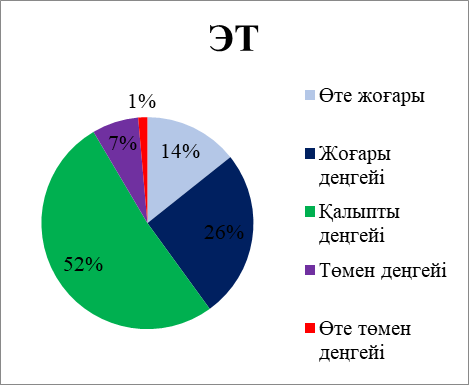 ЭТ
1%
14%
7%
26%
52%
Өте жоғары
Жоғары
деңгейі
Қалыпты
деңгейі
Төмен деңгейі
Өте төмен
деңгейі